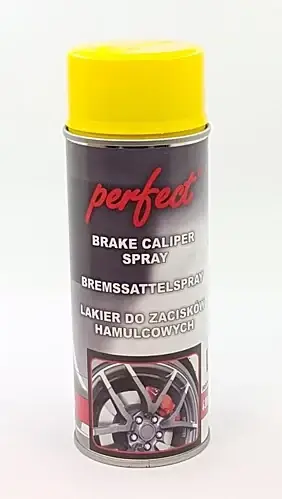 perfect
BRAKE CALIPER
SPRAY
BREMSSATTELSPRAY
LAKIER DO ZACISKÓW
HAMULCOWYCH